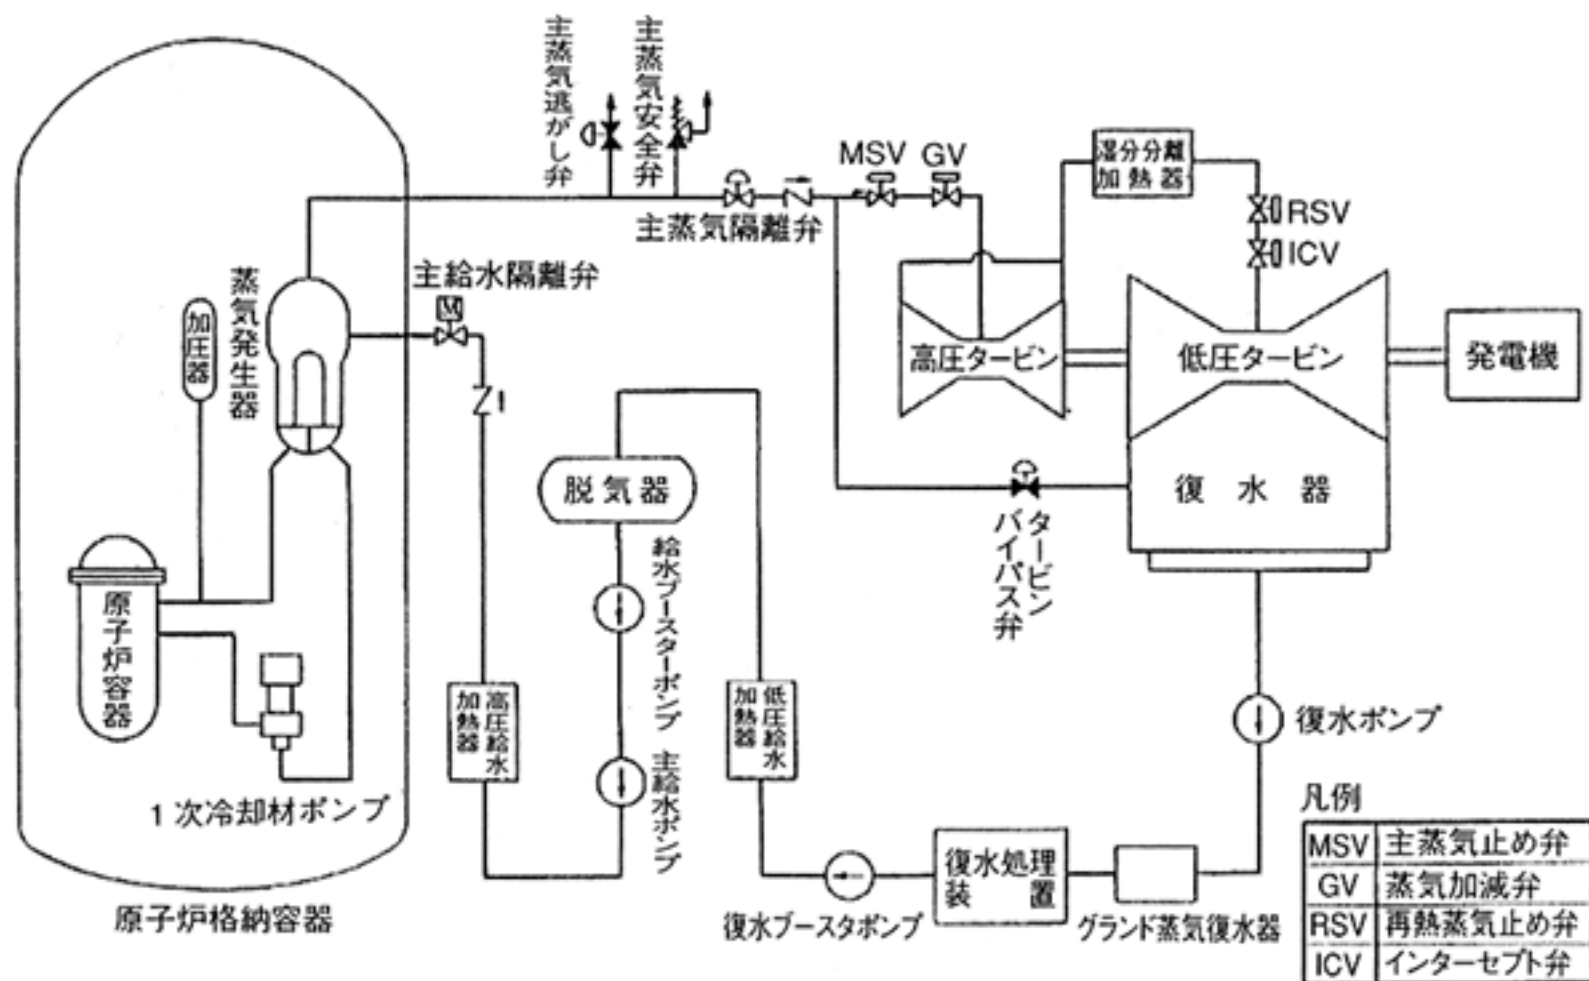 主蒸気逃がし弁
主蒸気安全弁
MSV
GV
湿分分離
加熱器
RSV
ICV
主蒸気隔離弁
主給水隔離弁
M
蒸気発生器
加圧器
高圧タービン
低圧タービン
発電機
脱気器
復水器
タービン
バイパス弁
原子炉容器
給水ブースターポンプ
高圧給水
加熱器
低圧給水
加熱器
主給水ポンプ
復水ポンプ
1次冷却材ポンプ
原子炉格納容器
復水ブースタポンプ
復水処理
装置
グランド蒸気復水器
凡例
MSV 主蒸気止め弁
GV 蒸気加減弁
RSV 再熱蒸気止め弁
ICV インターセプト弁